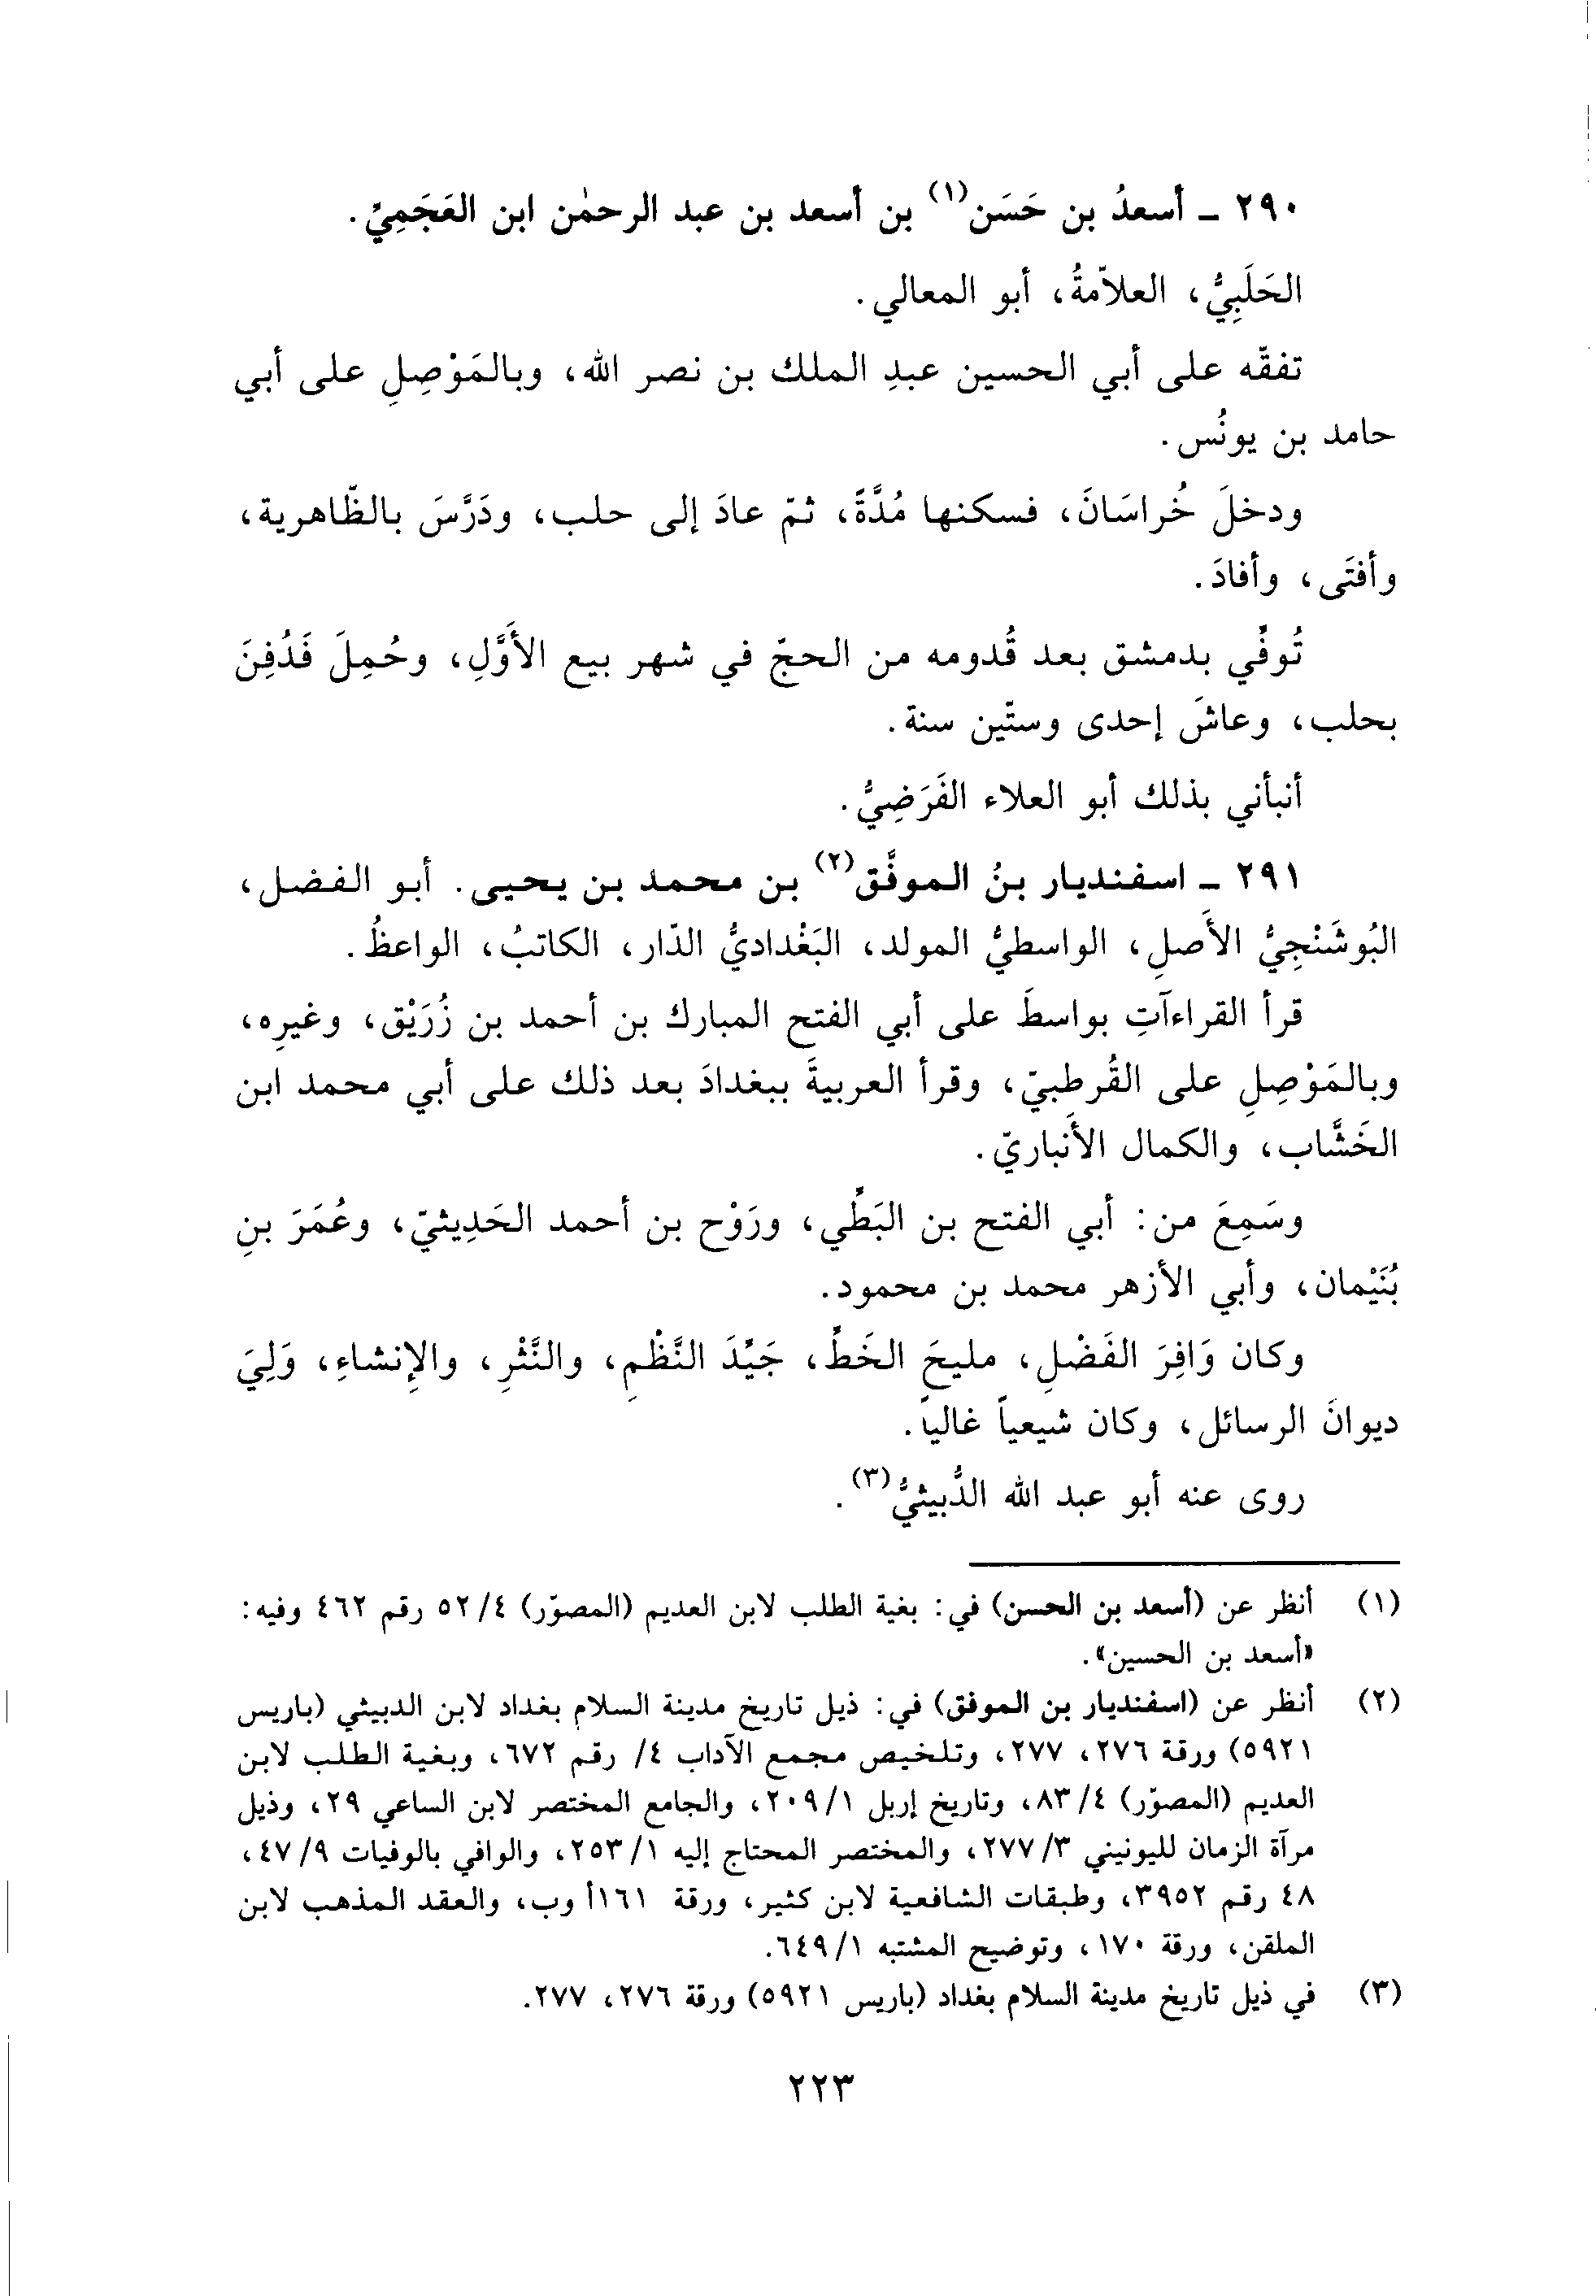 ٢٩٠ ـ أسعدُ بن حَسَن(١) بن أسعد بن عبد الرحمٰن ابن العَجَمِيّ.
الحَلَبِيُّ، العلاّمةُ، أبو المعالي.
تفقّه على أبي الحسين عبدِ الملك بن نصر الله، وبالمَوْصِلِ على أبي
حامد بن يونُس.
ودخلَ خُراسَانَ، فسكنها مُدَّةً، ثمّ عادَ إلى حلب، ودَرَّسَ بالظّاهرية،
وأفتَى، وأفادَ.
تُوفِّي بدمشق بعد قُدومه من الحجّ في شهر بيع الأَوَّلِ، وحُمِلَ فَدُفِنَ
بحلب، وعاشَ إحدى وستّين سنة.
أنبأني بذلك أبو العلاء الفَرَضِيُّ.
٢٩١ ـ اسفنديار بنُ الموفَّق(٢) بن محمد بن يحيى. أبو الفضل،
البُوشَنْجِيُّ الأَصلِ، الواسطيُّ المولد، البَغْداديُّ الدّار، الكاتبُ، الواعظُ.
قرأ القراءآتِ بواسطَ على أبي الفتح المبارك بن أحمد بن زُرَيْق، وغيرِه،
وبالمَوْصِلِ على القُرطبيّ، وقرأ العربيةَ ببغدادَ بعد ذلك على أبي محمد ابن
الخَشَّاب، والكمال الأَنباريّ.
وسَمِعَ من: أبي الفتح بن البَطِّي، ورَوْح بن أحمد الحَدِيثيّ، وعُمَرَ بنِ
بُنَيْمان، وأبي الأزهر محمد بن محمود.
وكان وَافِرَ الفَضْلِ، مليحَ الخَطِّ، جَيِّدَ النَّظْمِ، والنَّثْرِ، والإِنشاءِ، وَلِيَ
ديوانَ الرسائل، وكان شيعياً غالياً.
روى عنه أبو عبد الله الدُّبيثيُّ(٣).
(١) أنظر عن (أسعد بن الحسن) في: بغية الطلب لابن العديم (المصوّر) ٤/ ٥٢ رقم ٤٦٢ وفيه:
«أسعد بن الحسين».
(٢) أنظر عن (اسفنديار بن الموفق) في: ذيل تاريخ مدينة السلام بغداد لابن الدبيثي (باريس
٥٩٢١) ورقة ٢٧٦، ٢٧٧، وتلخيص مجمع الآداب ٤/ رقم ٦٧٢، وبغية الطلب لابن
العديم (المصوّر) ٤/ ٨٣، وتاريخ إربل ١/ ٢٠٩، والجامع المختصر لابن الساعي ٢٩، وذيل
مرآة الزمان لليونيني ٣/ ٢٧٧، والمختصر المحتاج إليه ١/ ٢٥٣، والوافي بالوفيات ٩/ ٤٧،
٤٨ رقم ٣٩٥٢، وطبقات الشافعية لابن كثير، ورقة ١٦١أ وب، والعقد المذهب لابن
الملقن، ورقة ١٧٠، وتوضيح المشتبه ١/ ٦٤٩.
(٣) في ذيل تاريخ مدينة السلام بغداد (باريس ٥٩٢١) ورقة ٢٧٦، ٢٧٧.
٢٢٣